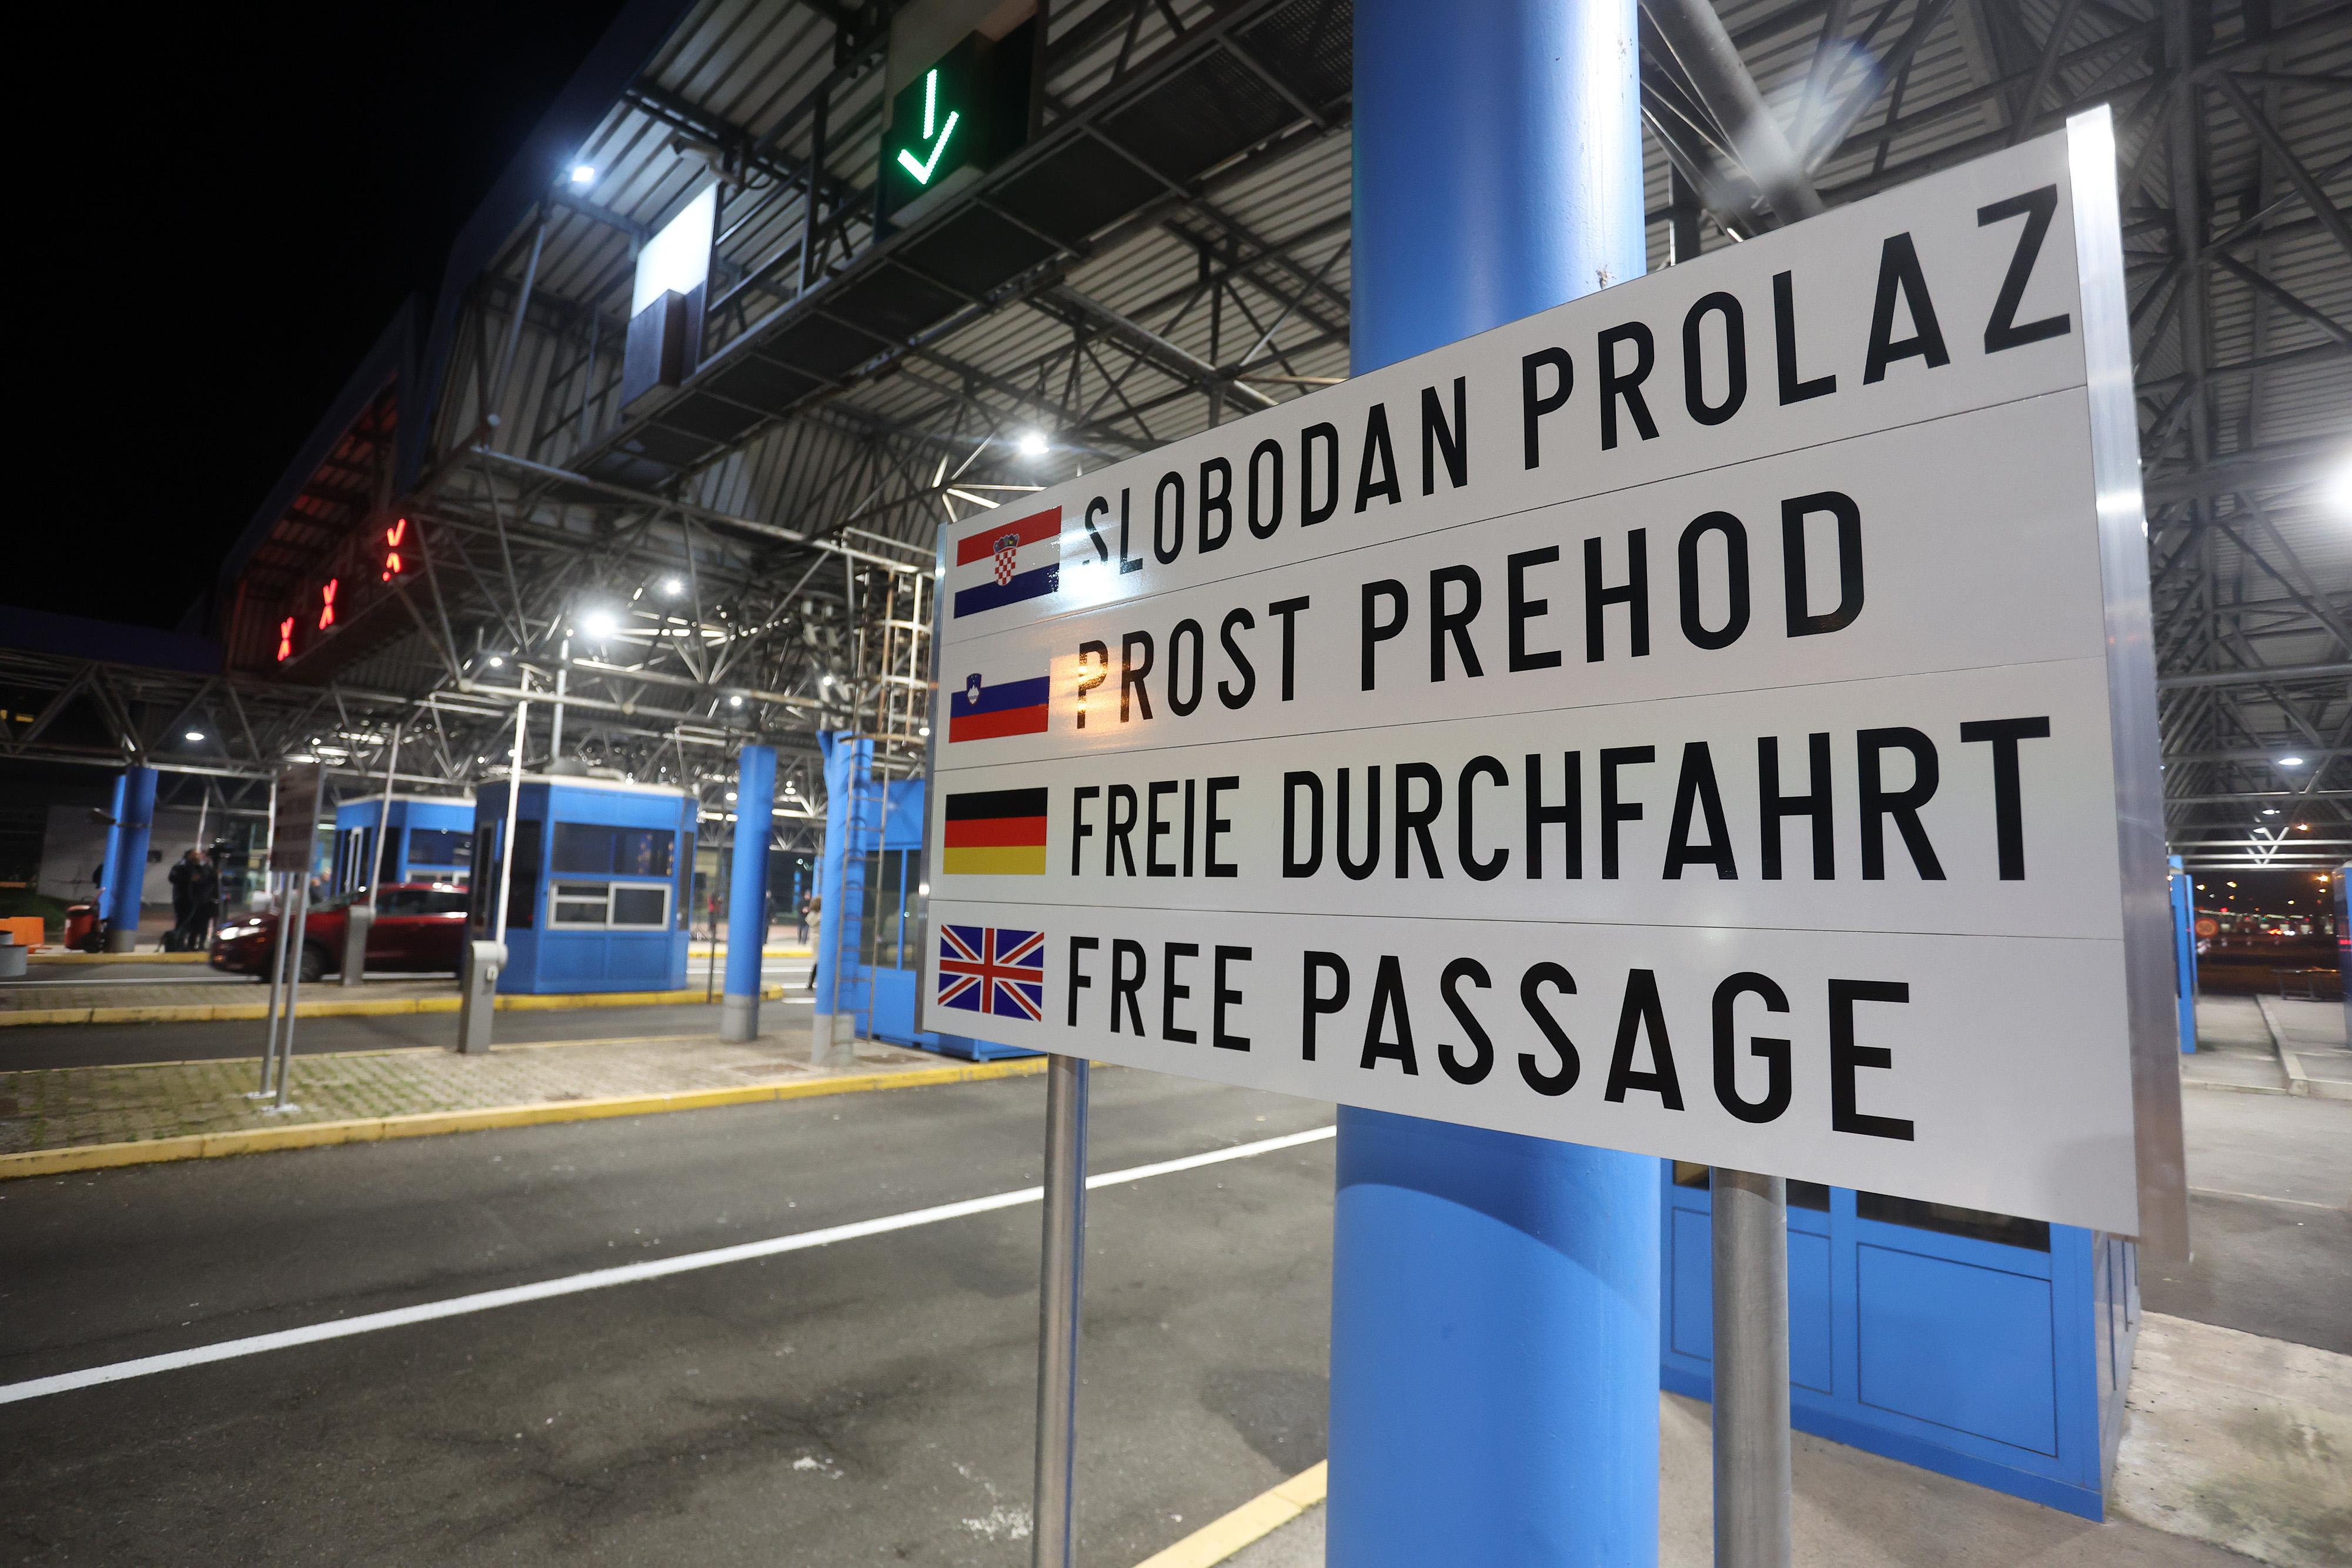 SLOBODAN PROLAZ
PROST PREHOD
FREIE DURCHFAHRT
FREE PASSAGE